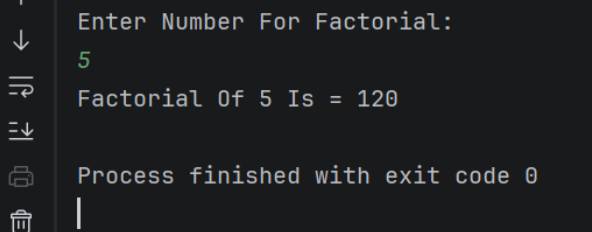 Enter Number For Factorial:
5
Factorial Of 5 Is = 120
Process finished with exit code 0